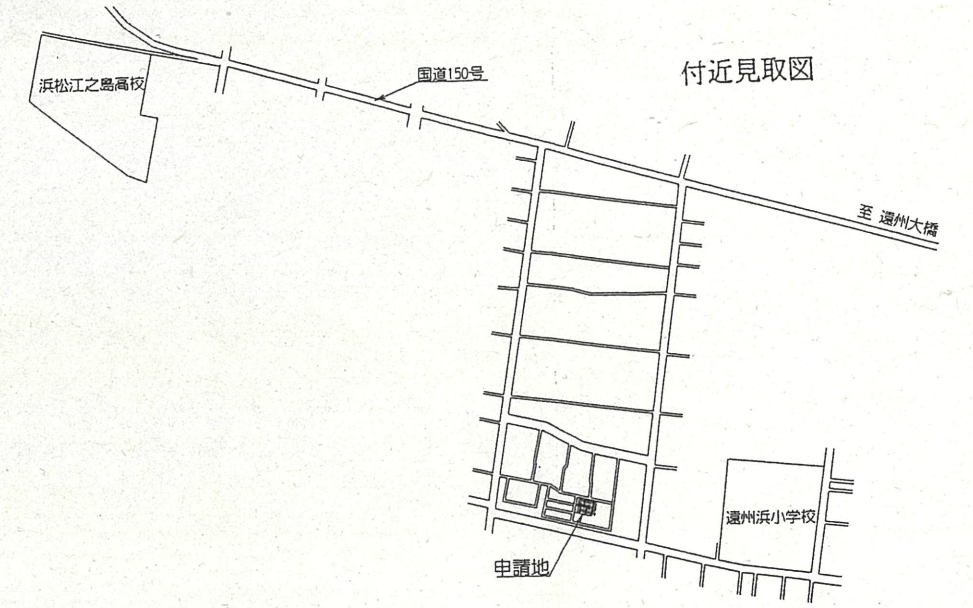 付近見取図
国道150号
浜松江之島高校
至 遠州大橋
遠州浜小学校
申請地